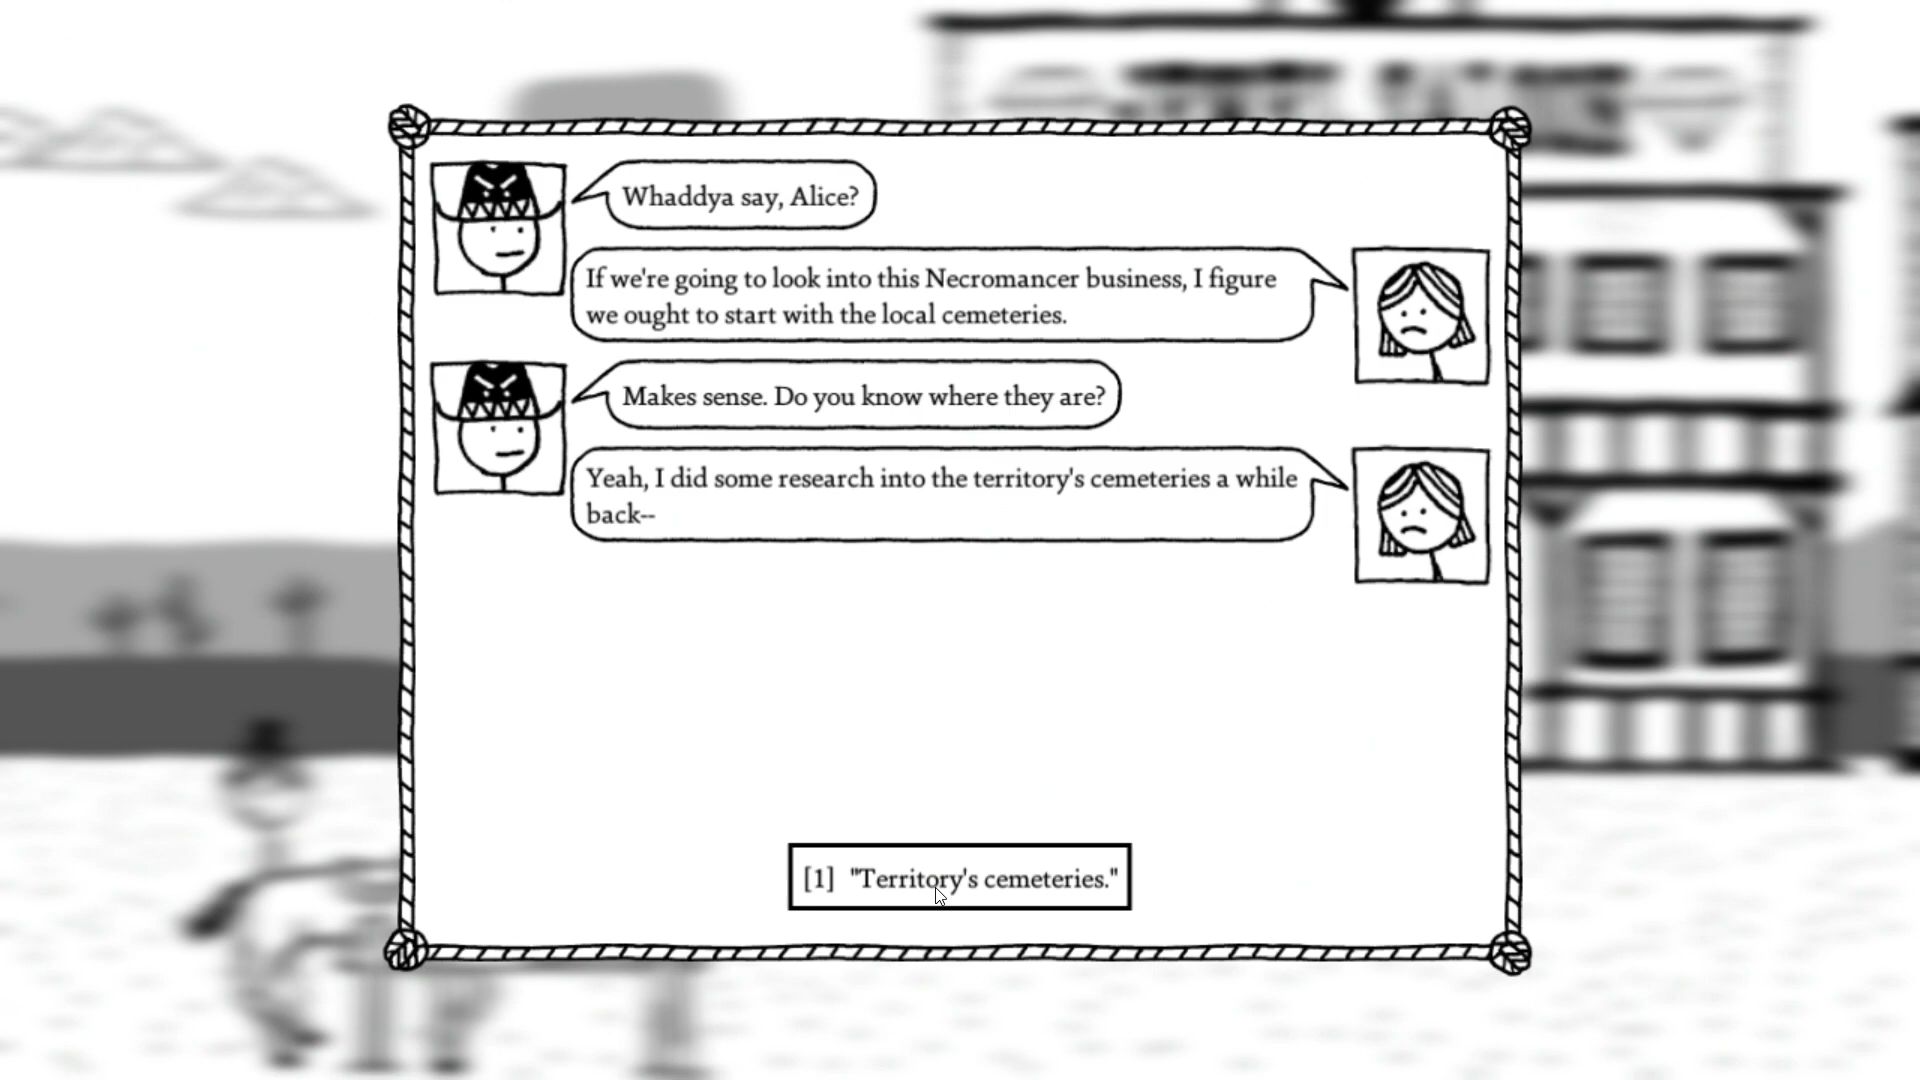 Whaddya say, Alice?
If we're going to look into this Necromancer business, I figure
we ought to start with the local cemeteries.
Makes sense. Do you know where they are?
Yeah, I did some research into the territory's cemeteries a while
back--
[1] "Territory's cemeteries."